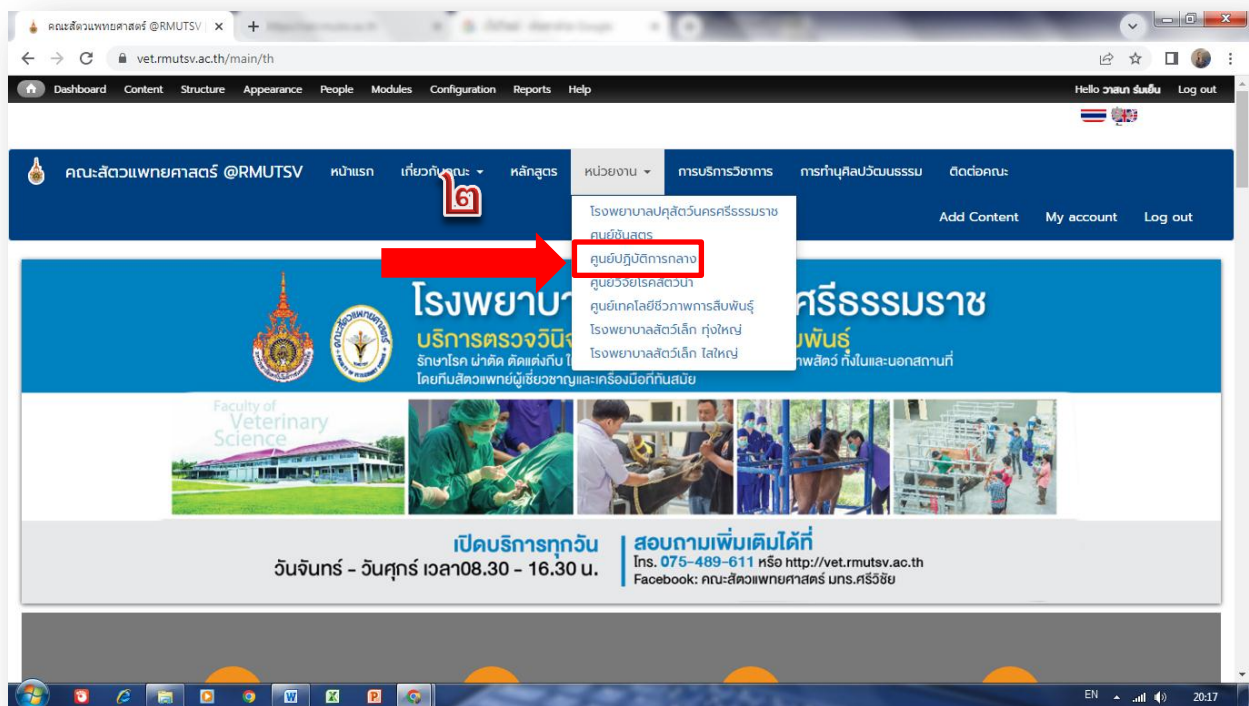 คณะสัตวแพทยศาสตร์ @RMUTSV
vet.rmutsv.ac.th/main/th
Dashboard Content Structure Appearance People Modules Configuration Reports Help
Hello วาสนา ร่มเย็น Log out
คณะสัตวแพทยศาสตร์ @RMUTSV หน้าแรก เกี่ยวกับคณะ หลักสูตร หน่วยงาน การบริการวิชาการ การทำนุศิลปวัฒนธรรม ติดต่อคณะ
Add Content My account Log out
๒
โรงพยาบาลปศุสัตว์นครศรีธรรมราช
ศูนย์ชันสูตร
ศูนย์ปฏิบัติการกลาง
ศูนย์วิจัยโรคสัตว์น้ำ
ศูนย์เทคโลยีชีวภาพการสืบพันธุ์
โรงพยาบาลสัตว์เล็ก ทุ่งใหญ่
โรงพยาบาลสัตว์เล็ก ไสใหญ่
โรงพยาบา ศรีธรรมราช
บริการตรวจวินิจ พันธุ์
รักษาโรค ผ่าตัด ตัดแต่งกีบ ทั้งในและนอกสถานที่
โดยทีมสัตวแพทย์ผู้เชี่ยวชาญและเครื่องมือที่ทันสมัย
Faculty of
Veterinary
Science
เปิดบริการทุกวัน
วันจันทร์ - วันศุกร์ เวลา08.30 - 16.30 น.
สอบถามเพิ่มเติมได้ที่
โทร. 075-489-611 หรือ http://vet.rmutsv.ac.th
Facebook: คณะสัตวแพทยศาสตร์ มทร.ศรีวิชัย
EN 20:17